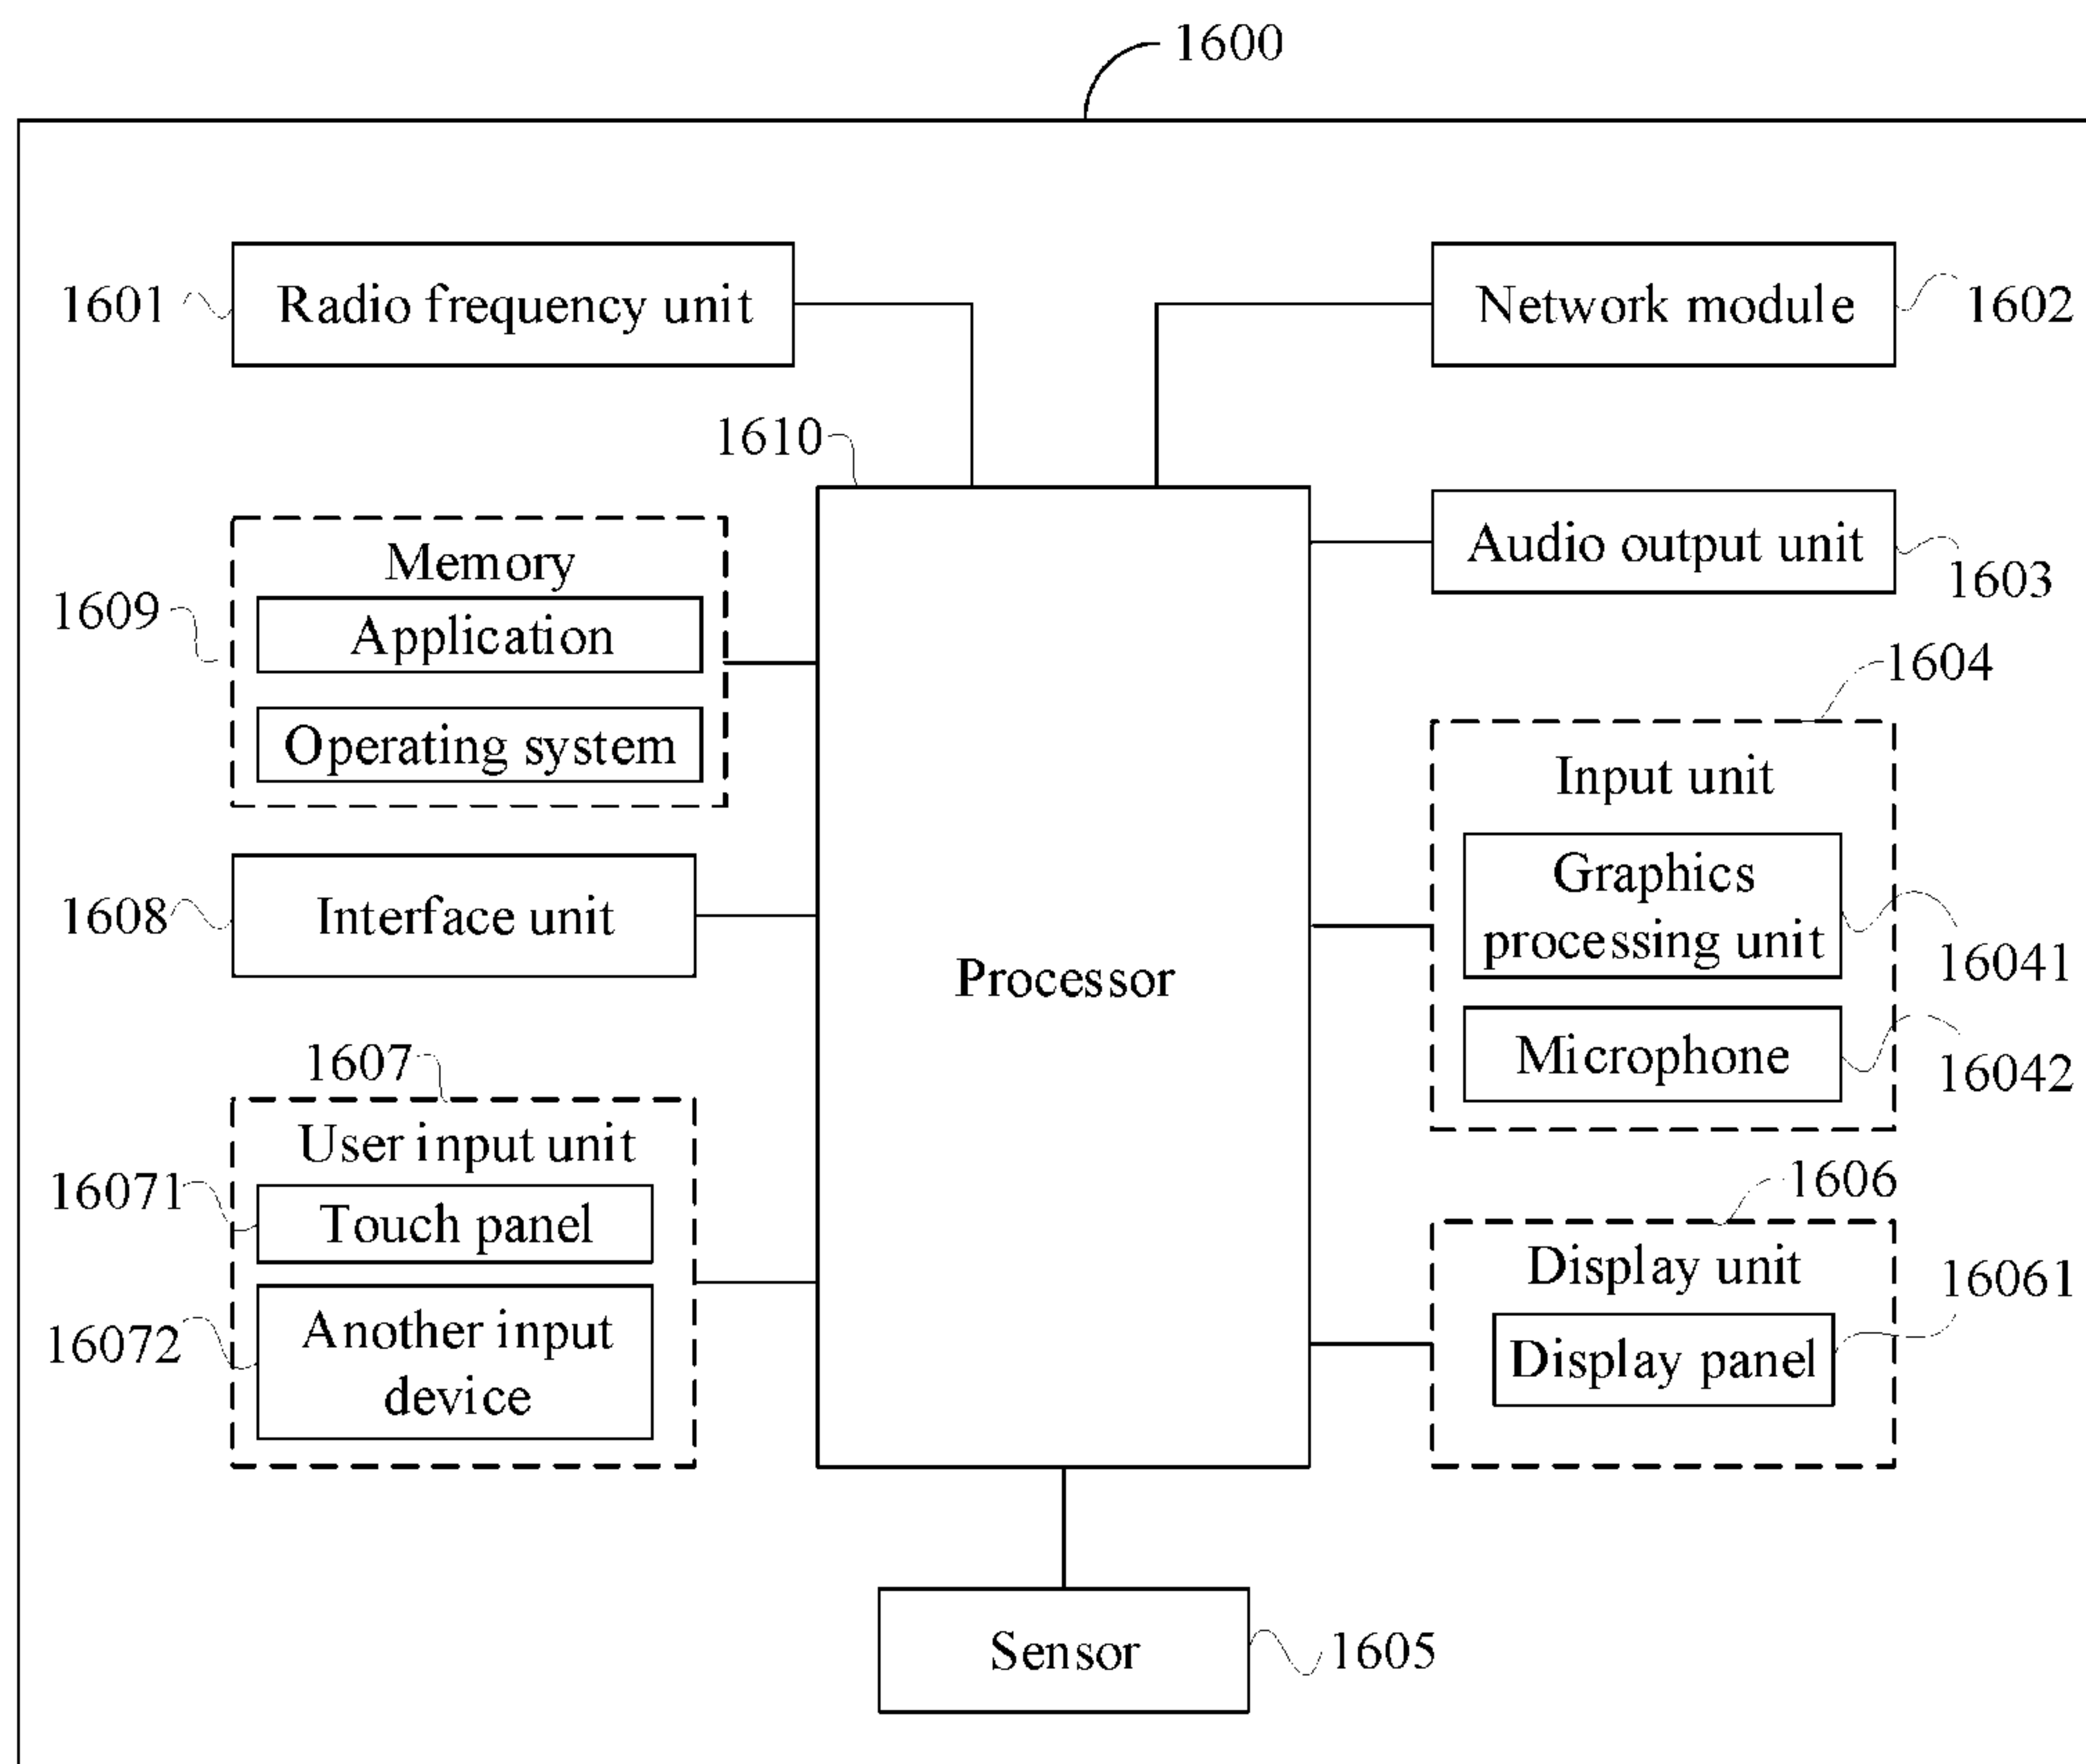 1600
1601
Radio frequency unit
Network module
1602
1610
Memory
Application
Operating system
1609
Audio output unit
1603
1604
Input unit
Graphics
processing unit
16041
Microphone
16042
1608
Interface unit
Processor
1607
User input unit
16071
Touch panel
16072
Another input
device
1606
Display unit
16061
Display panel
Sensor
1605